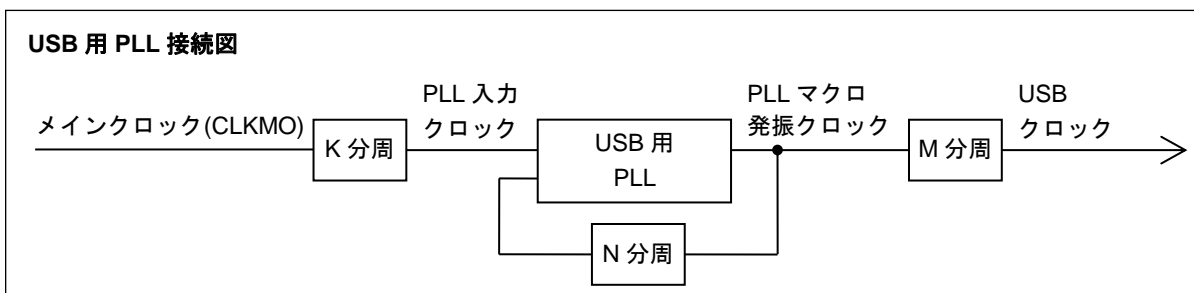 USB 用 PLL 接続図
メインクロック(CLKMO)
K 分周
PLL 入力
クロック
USB 用
PLL
N 分周
PLL マクロ
発振クロック
M 分周
USB
クロック